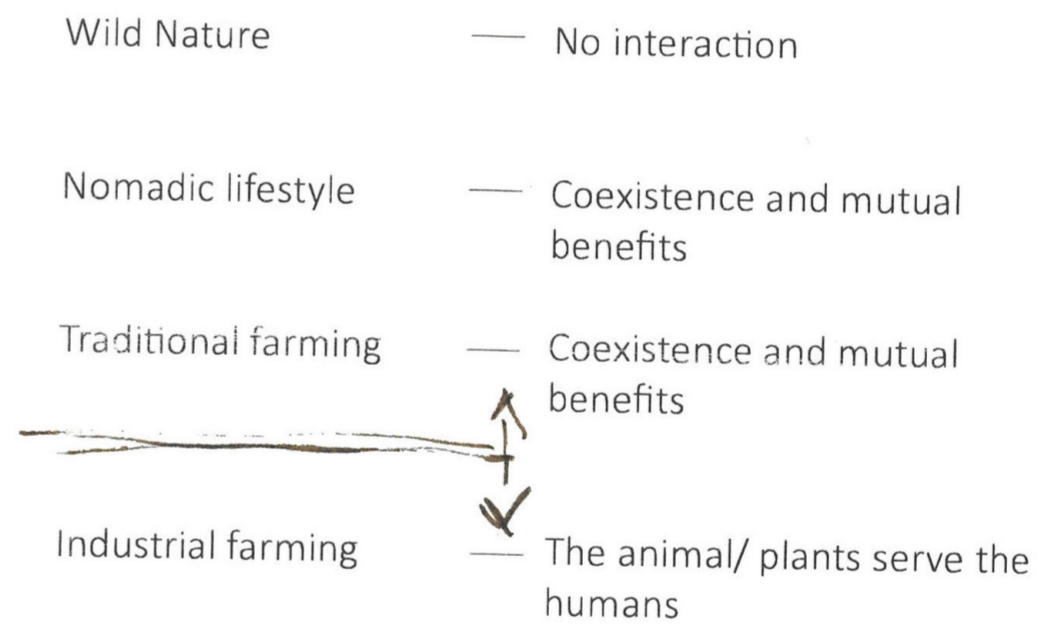 Wild Nature — No interaction
Nomadic lifestyle — Coexistence and mutual
benefits
Traditional farming — Coexistence and mutual
benefits
Industrial farming — The animal/ plants serve the
humans